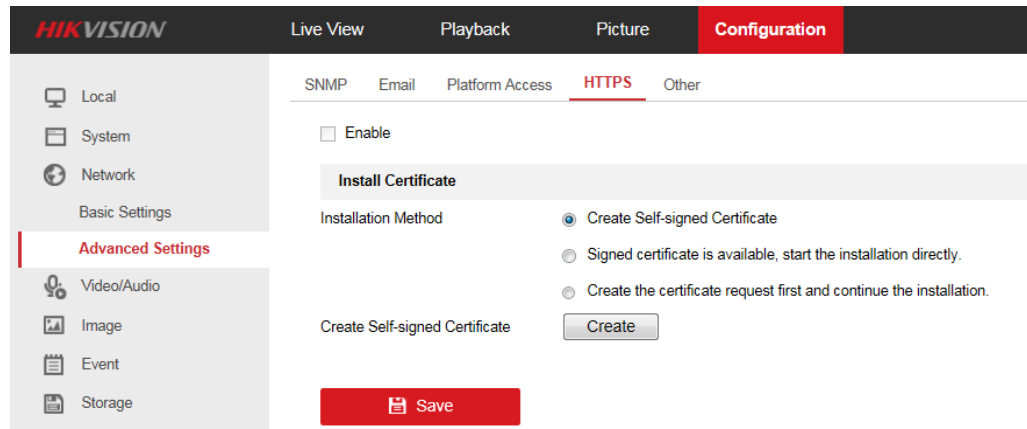 HIKVISION Live View Playback Picture Configuration
Local
System
Network
Basic Settings
Advanced Settings
Video/Audio
Image
Event
Storage
SNMP Email Platform Access HTTPS Other
Enable
Install Certificate
Installation Method
Create Self-signed Certificate
Signed certificate is available, start the installation directly.
Create the certificate request first and continue the installation.
Create Self-signed Certificate Create
Save